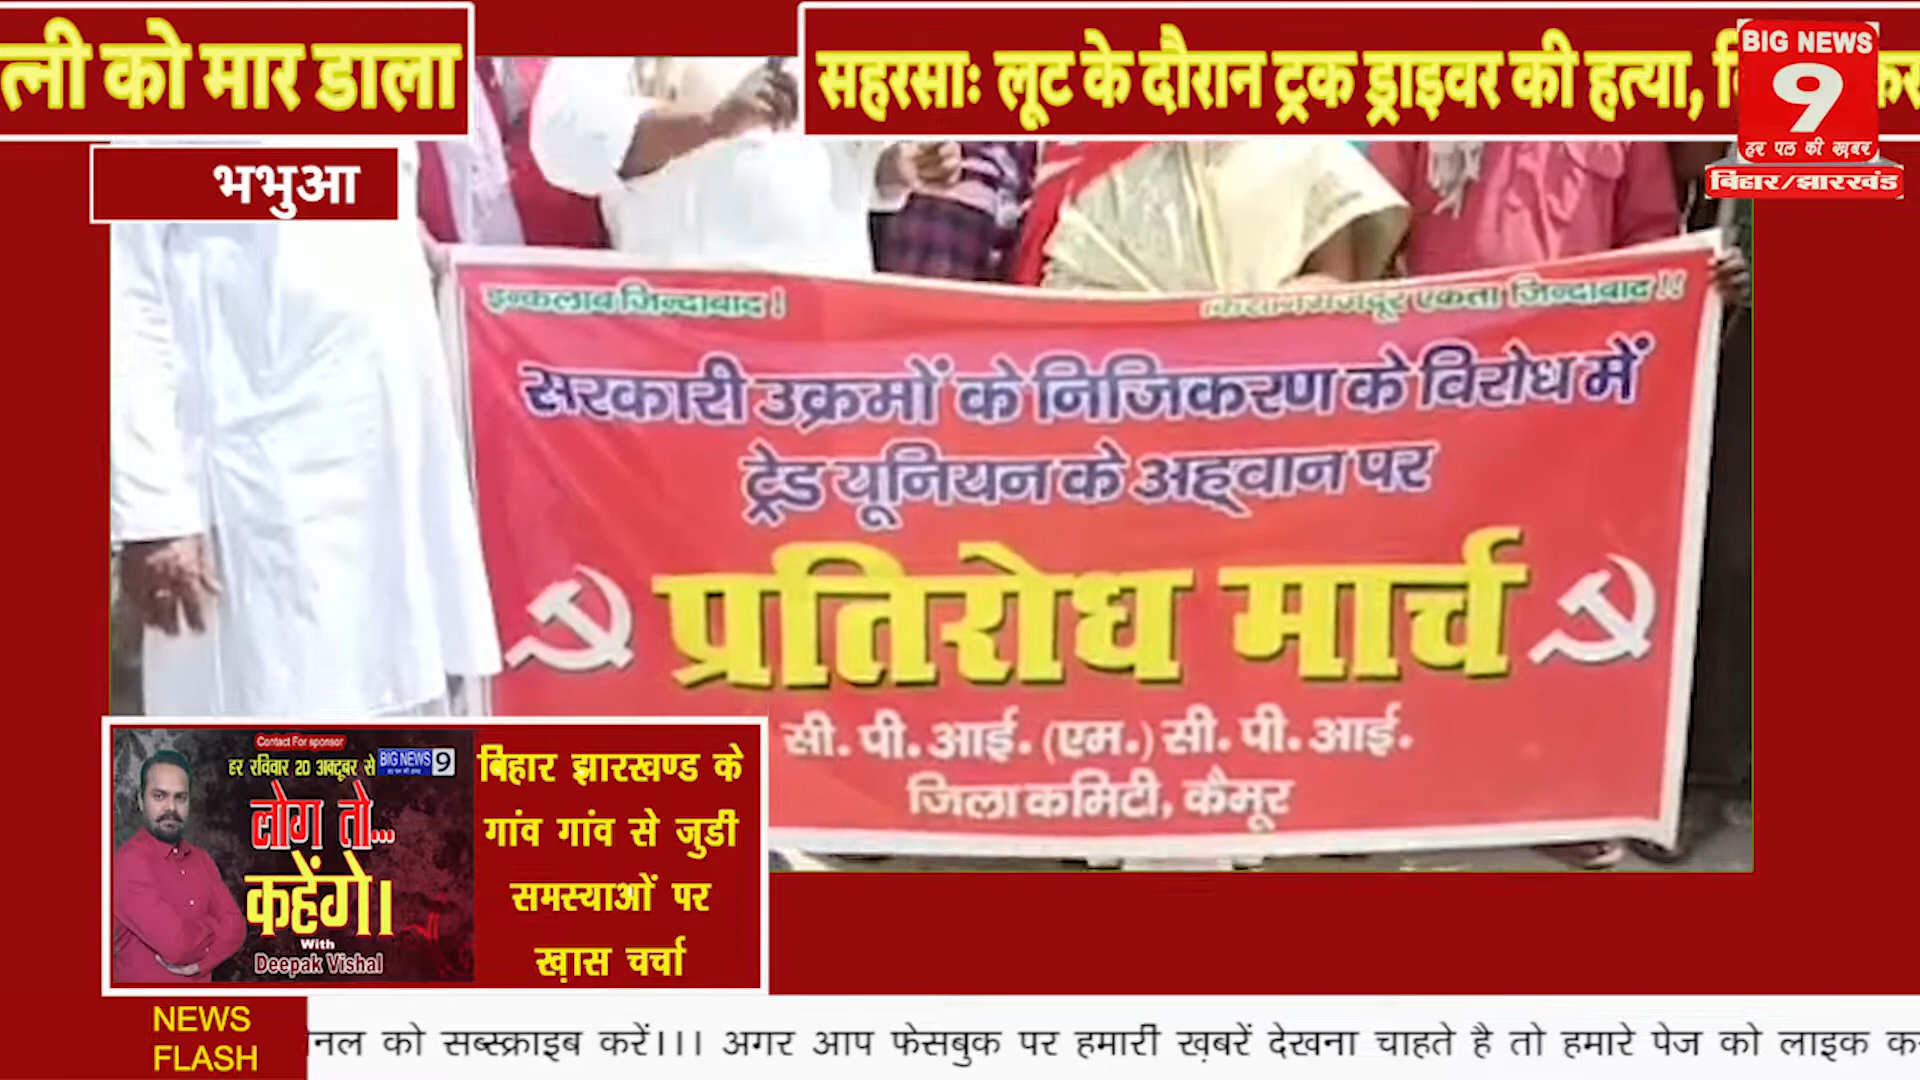 त्नी को मार डाला
सहरसाः लूट के दौरान ट्रक ड्राइवर की हत्या,
BIG NEWS
9
हर पल की ख़बर
बिहार/झारखंड
भभुआ
इन्कलाब जिन्दाबाद !
एकता जिन्दाबाद !!
सरकारी उक्रमों के निजिकरण के विरोध में
ट्रेड यूनियन के अह्वान पर
प्रतिरोध मार्च
सी. पी. आई. (एम.) सी. पी. आई.
जिला कमिटी, कैमूर
Contact For sponsor
हर रविवार 20 अक्टूबर से BIG NEWS 9
लोग तो...
कहेंगे।
With
Deepak Vishal
बिहार झारखण्ड के
गांव गांव से जुडी
समस्याओं पर
ख़ास चर्चा
NEWS
FLASH
नल को सब्स्क्राइब करें।।। अगर आप फेसबुक पर हमारी ख़बरें देखना चाहते है तो हमारे पेज को लाइक क